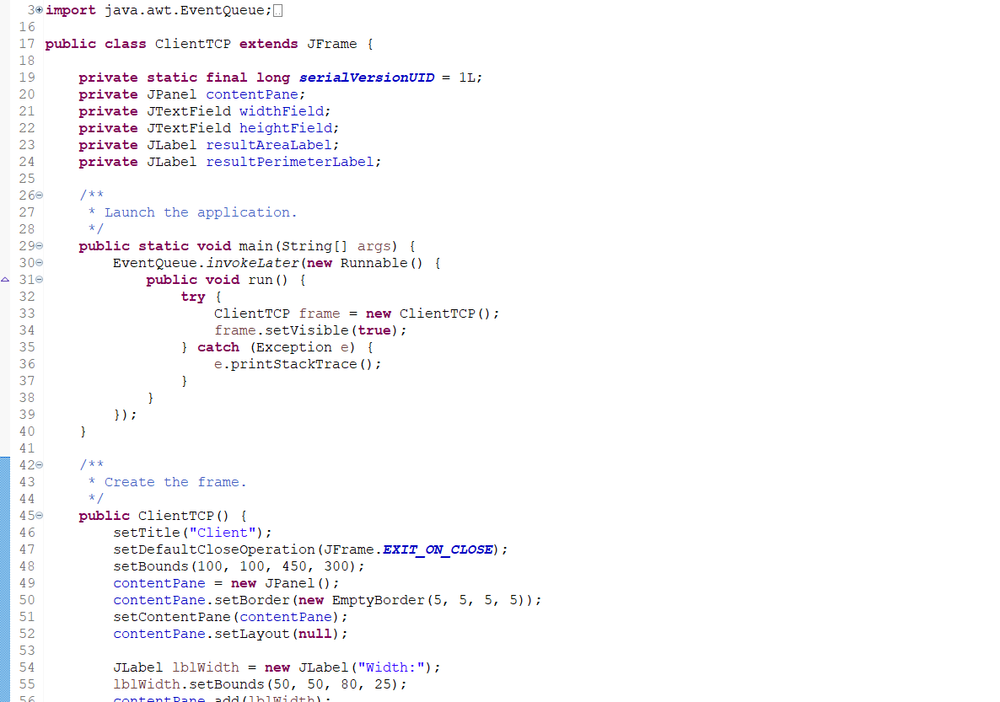 3 import java.awt.EventQueue;
16
17 public class ClientTCP extends JFrame {
18
19     private static final long serialVersionUID = 1L;
20     private JPanel contentPane;
21     private JTextField widthField;
22     private JTextField heightField;
23     private JLabel resultAreaLabel;
24     private JLabel resultPerimeterLabel;
25
26     /**
27      * Launch the application.
28      */
29     public static void main(String[] args) {
30         EventQueue.invokeLater(new Runnable() {
31             public void run() {
32                 try {
33                     ClientTCP frame = new ClientTCP();
34                     frame.setVisible(true);
35                 } catch (Exception e) {
36                     e.printStackTrace();
37                 }
38             }
39         });
40     }
41
42     /**
43      * Create the frame.
44      */
45     public ClientTCP() {
46         setTitle("Client");
47         setDefaultCloseOperation(JFrame.EXIT_ON_CLOSE);
48         setBounds(100, 100, 450, 300);
49         contentPane = new JPanel();
50         contentPane.setBorder(new EmptyBorder(5, 5, 5, 5));
51         setContentPane(contentPane);
52         contentPane.setLayout(null);
53
54         JLabel lblWidth = new JLabel("Width:");
55         lblWidth.setBounds(50, 50, 80, 25);
56         contentPane.add(lblWidth);